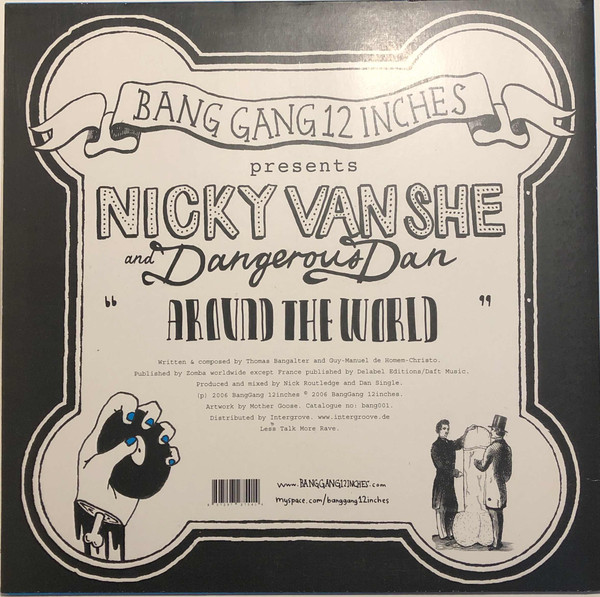 BANG GANG 12 INCHES
presents
NICKY VAN SHE
and Dangerous Dan
" AROUND THE WORLD "
Written & composed by Thomas Bangalter and Guy-Manuel de Homem-Christo.
Published by Zomba worldwide except France published by Delabel Editions/Daft Music.
Produced and mixed by Nick Routledge and Dan Single.
(p) 2006 BangGang 12inches © 2006 BangGang 12inches.
Artwork by Mother Goose. Catalogue no: bang001.
Distributed by Intergrove. www.intergroove.de
Less Talk More Rave.
www.BANGGANG12INCHES.com
myspace.com/banggang12inches